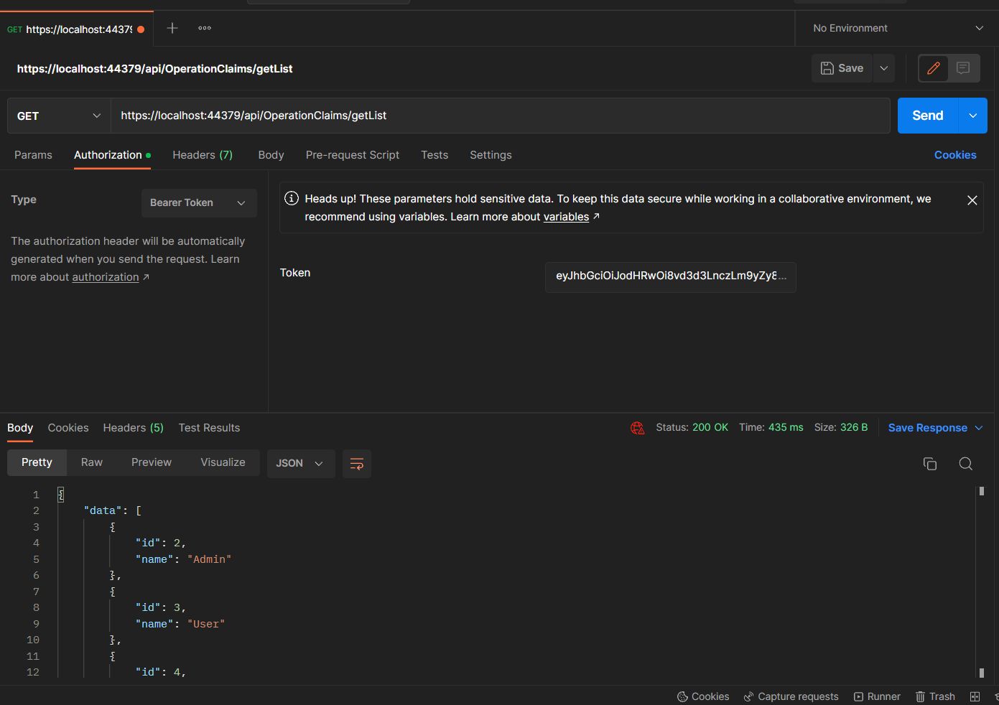 GET https://localhost:4437
No Environment
https://localhost:44379/api/OperationClaims/getList
Save
GET
https://localhost:44379/api/OperationClaims/getList
Send
Params Authorization Headers (7) Body Pre-request Script Tests Settings Cookies
Type
Bearer Token
The authorization header will be automatically
generated when you send the request. Learn
more about authorization ↗
Heads up! These parameters hold sensitive data. To keep this data secure while working in a collaborative environment, we
recommend using variables. Learn more about variables ↗
Token
eyJhbGciOiJodHRwOi8vd3d3LnczLm9yZy8...
Body Cookies Headers (5) Test Results
Status: 200 OK Time: 435 ms Size: 326 B Save Response
Pretty Raw Preview Visualize JSON
1 {
2 "data": [
3 {
4 "id": 2,
5 "name": "Admin"
6 },
7 {
8 "id": 3,
9 "name": "User"
10 },
11 {
12 "id": 4,
Cookies Capture requests Runner Trash